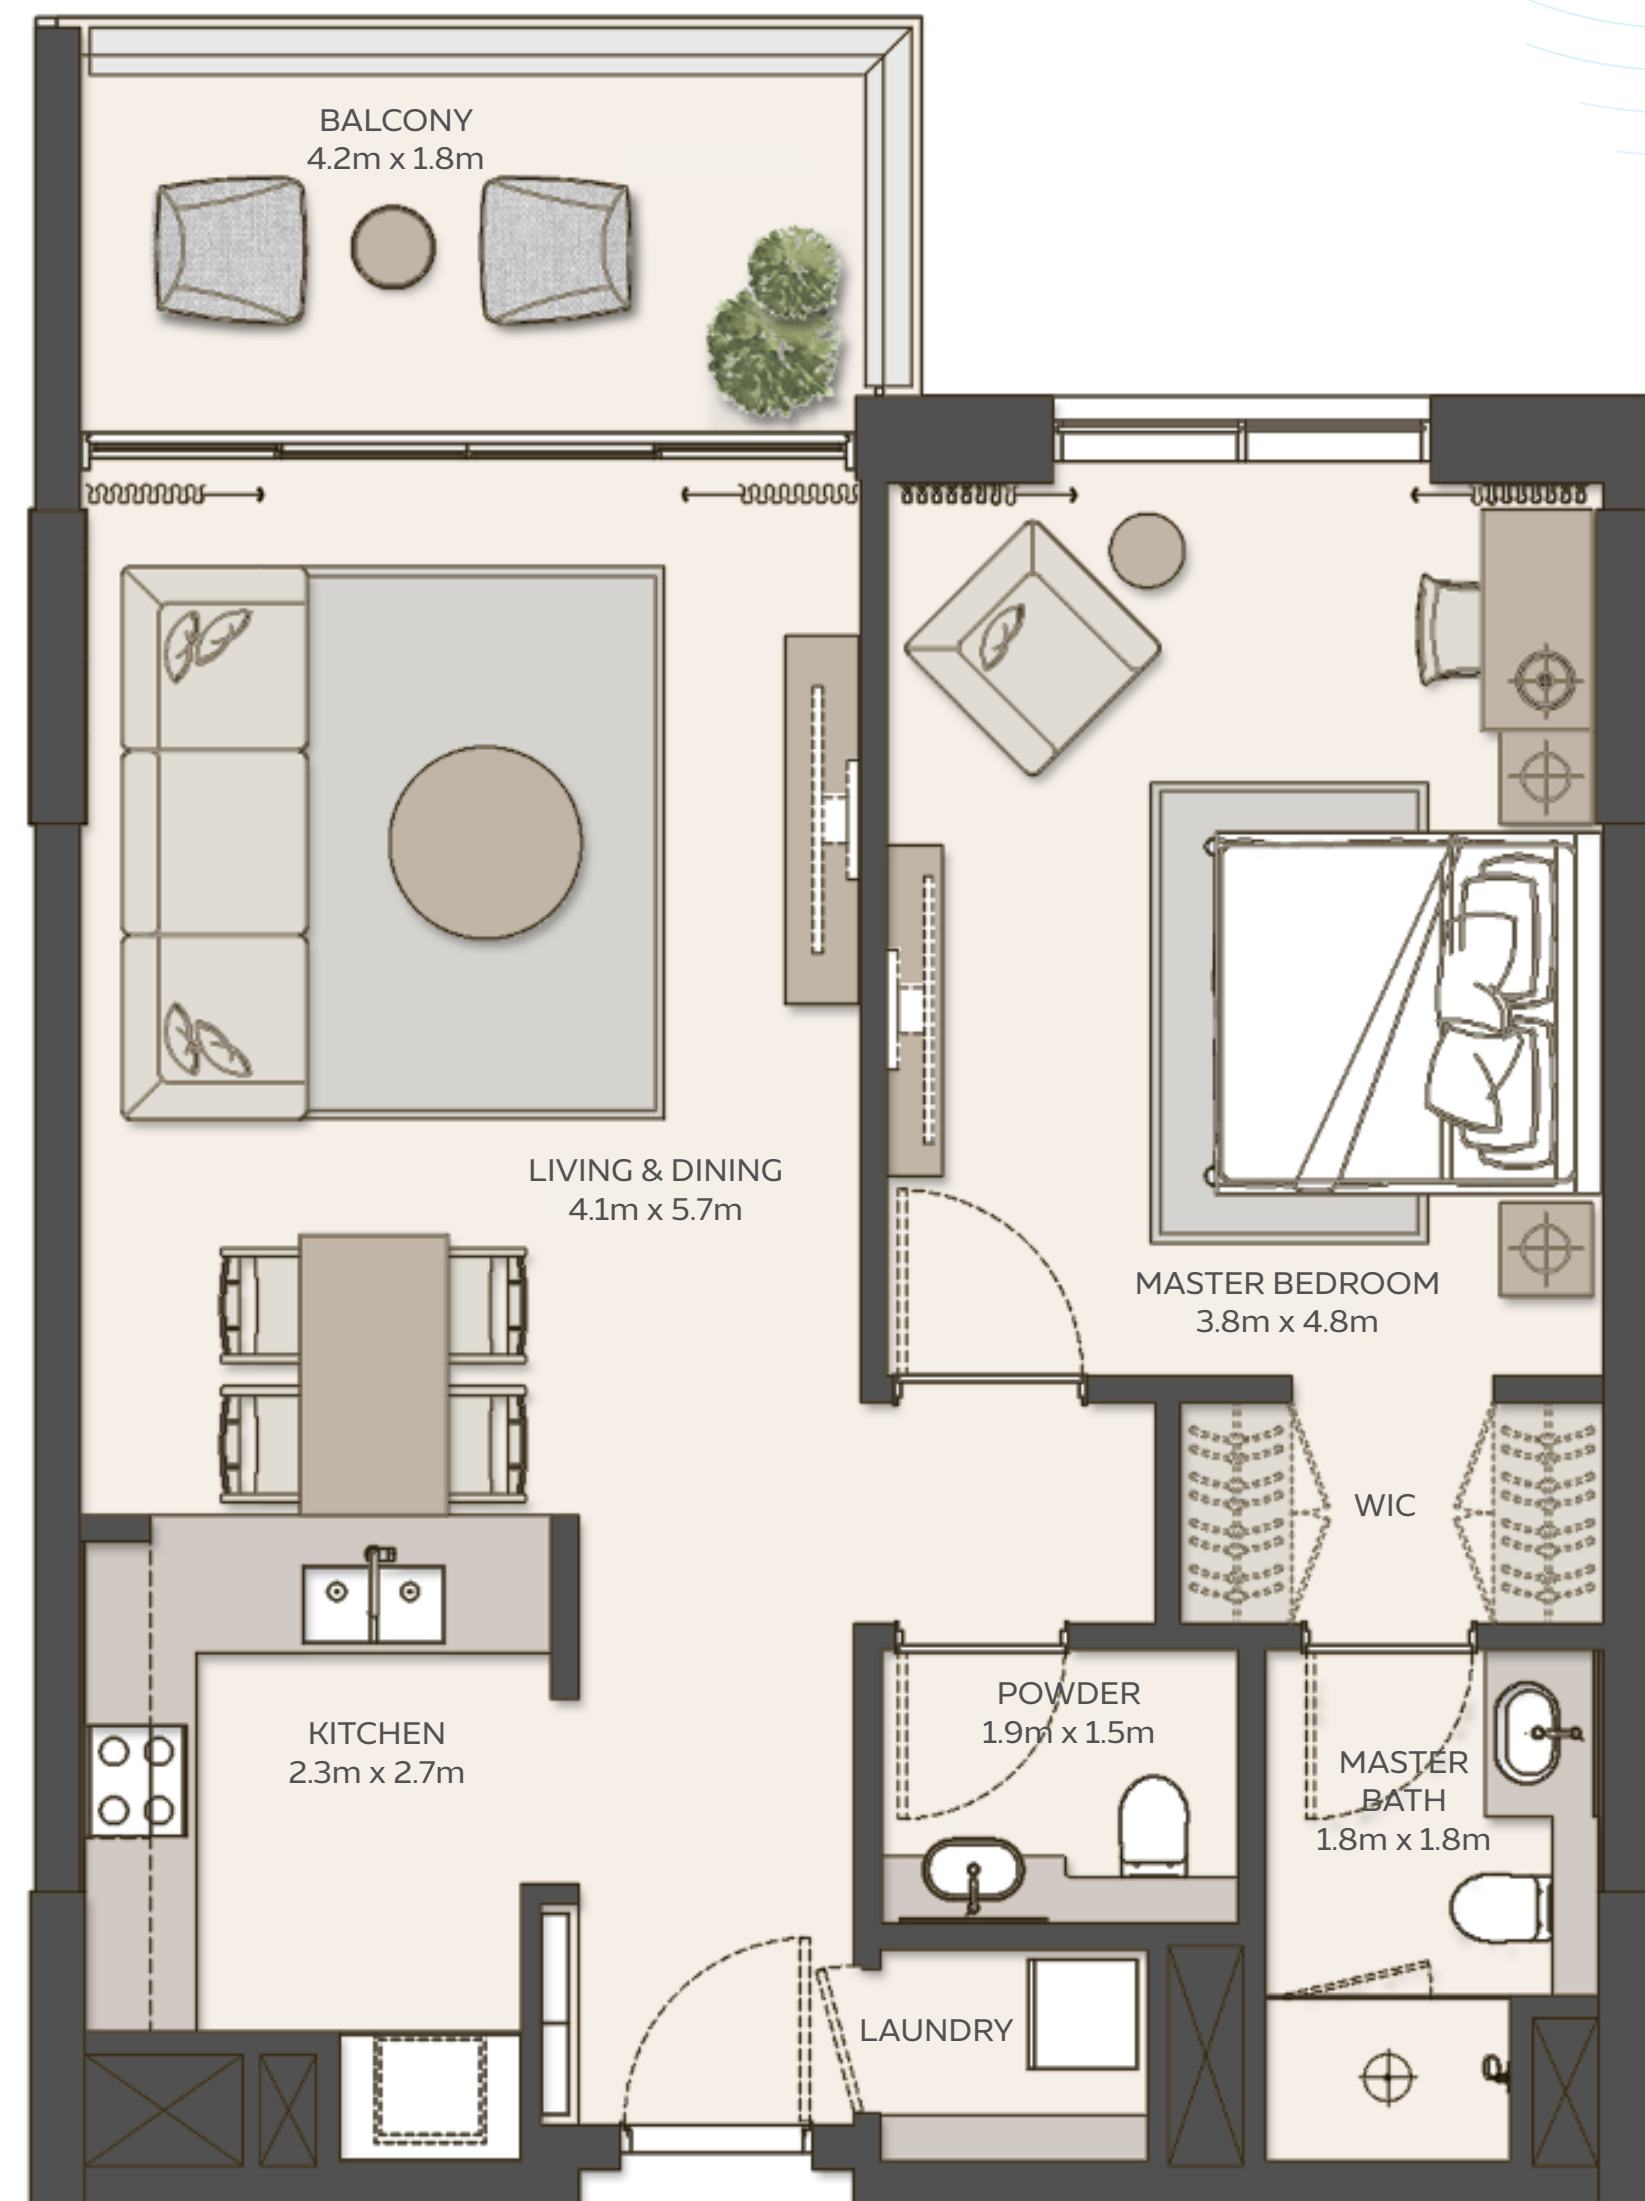 BALCONY
4.2m x 1.8m
LIVING & DINING
4.1m x 5.7m
MASTER BEDROOM
3.8m x 4.8m
WIC
KITCHEN
2.3m x 2.7m
POWDER
1.9m x 1.5m
MASTER
BATH
1.8m x 1.8m
LAUNDRY